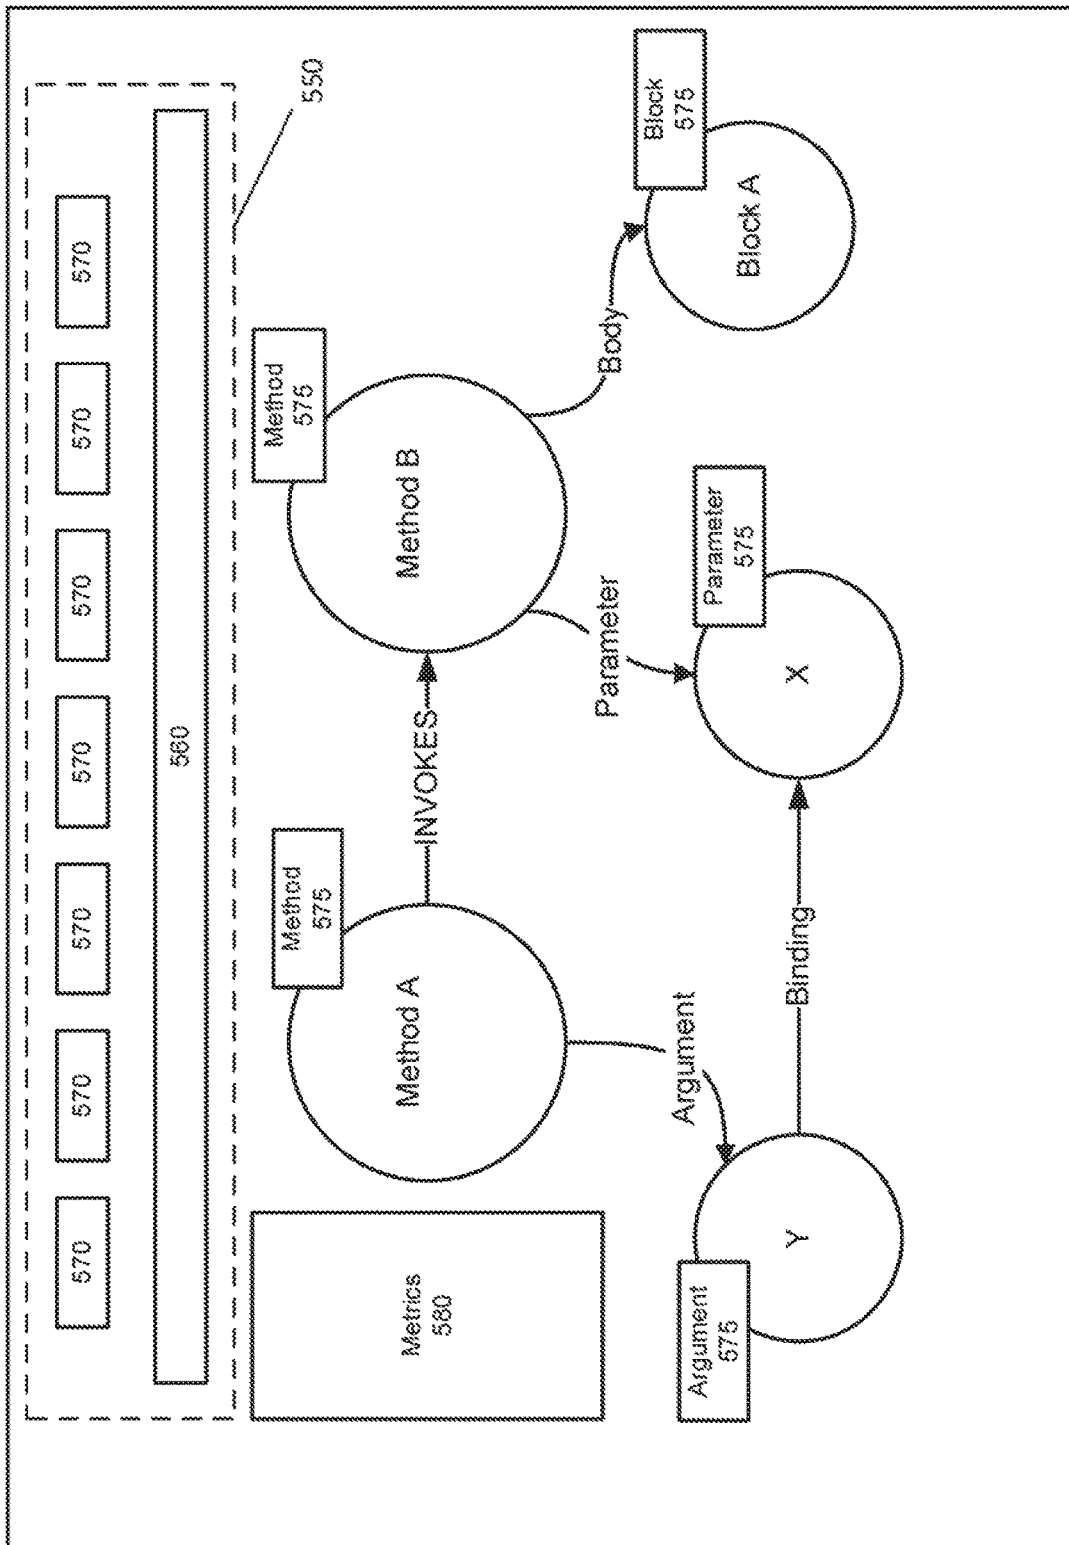 570
570
570
570
570
570
570
560
550
Method
575
Method
575
Metrics
580
Method A
INVOKES
Method B
Parameter
Body
Block
575
Block A
Argument
Argument
575
Parameter
575
Y
Binding
X